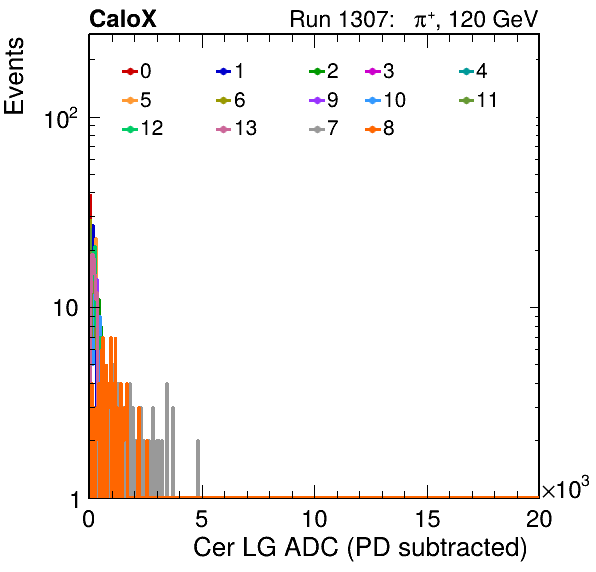 CaloX Run 1307: π⁺, 120 GeV
Events
0 1 2 3 4
5 6 9 10 11
12 13 7 8
10²
10
1
0 5 10 15 20
×10³
Cer LG ADC (PD subtracted)